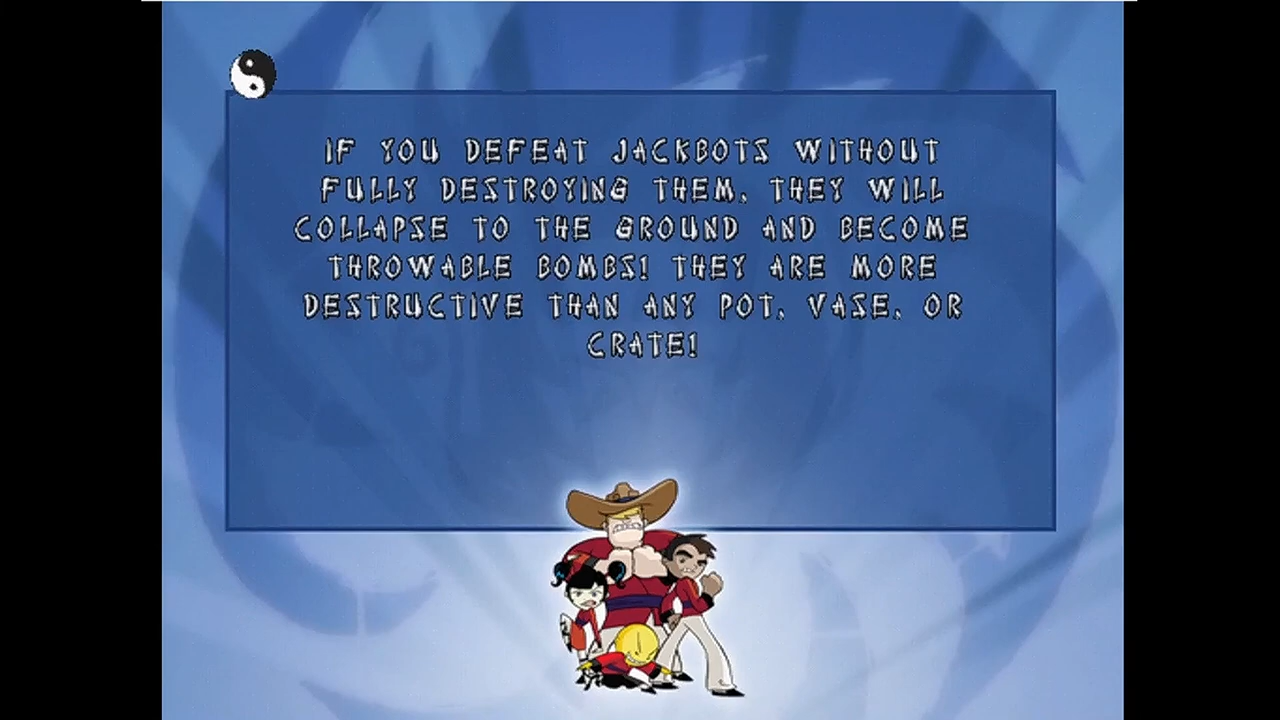 IF YOU DEFEAT JACKBOTS WITHOUT
FULLY DESTROYING THEM, THEY WILL
COLLAPSE TO THE GROUND AND BECOME
THROWABLE BOMBS! THEY ARE MORE
DESTRUCTIVE THAN ANY POT, VASE, OR
CRATE!